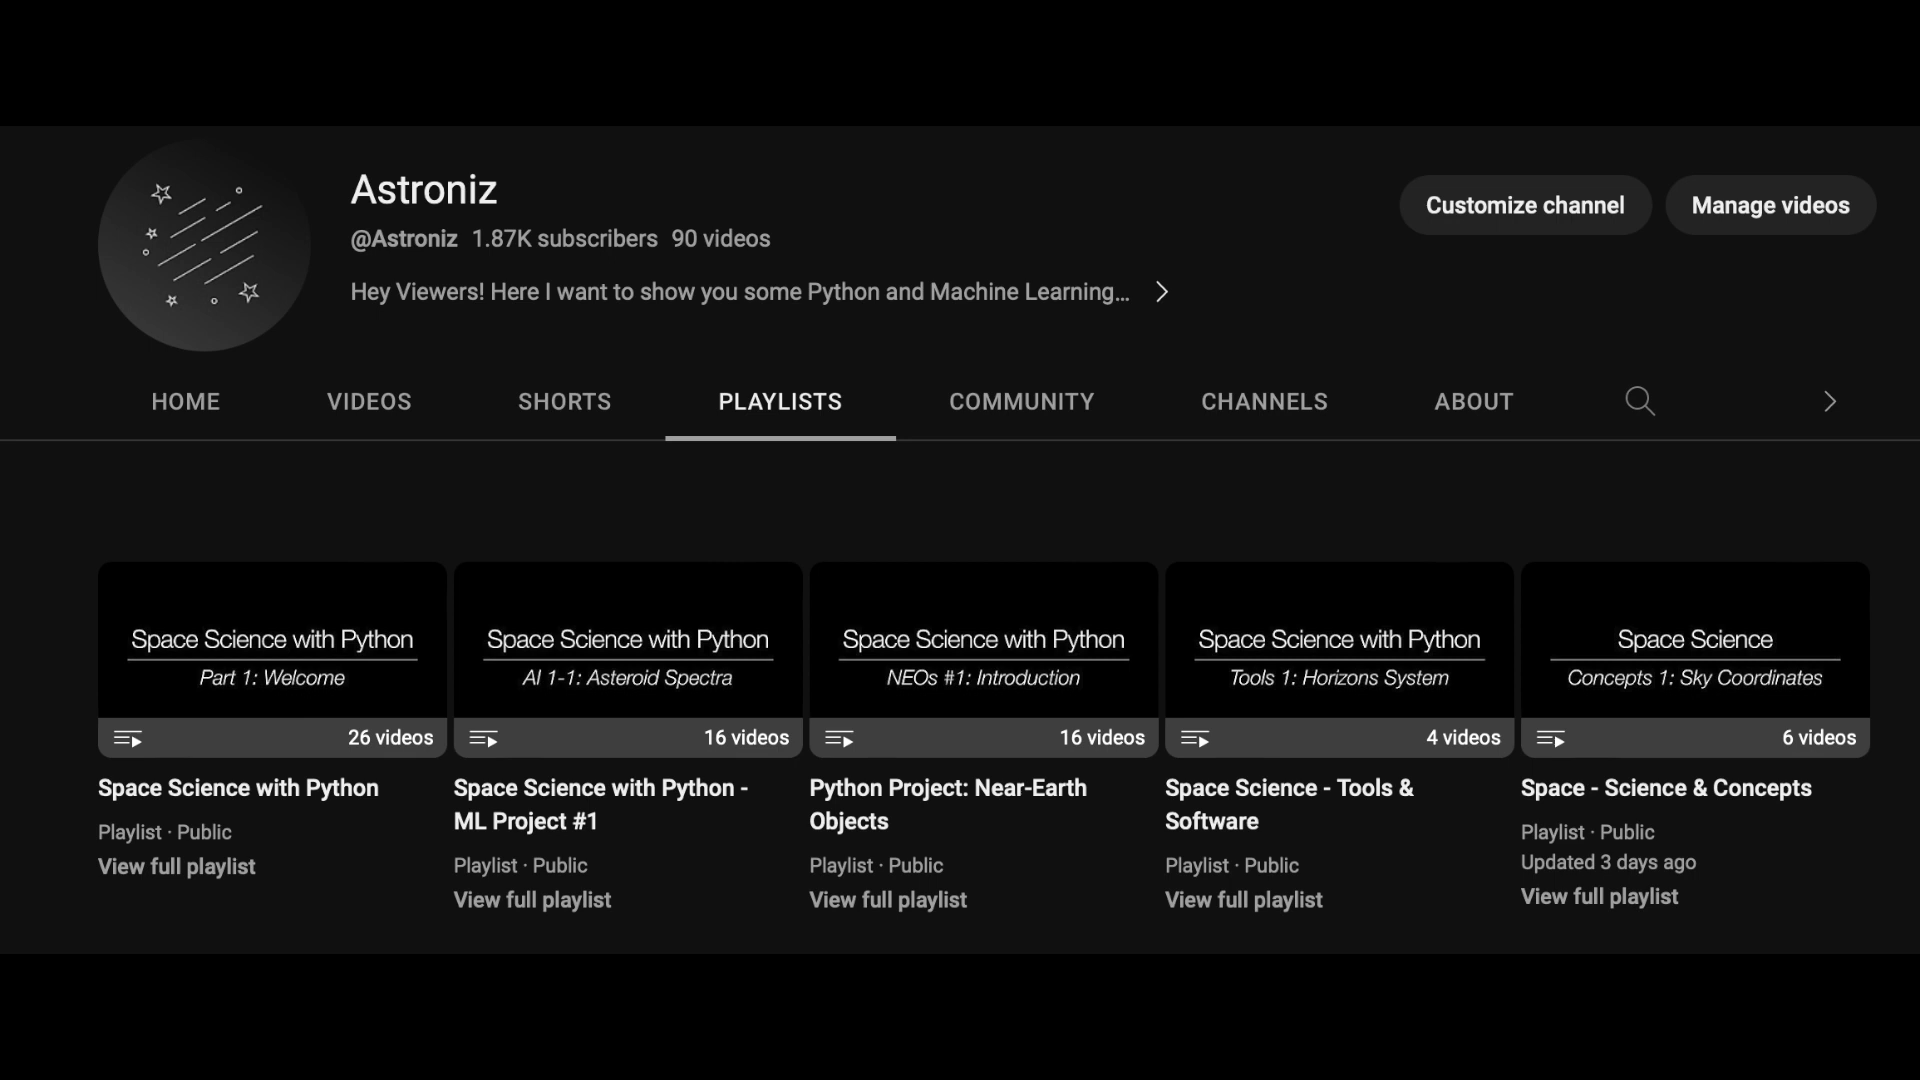 Astroniz
@Astroniz 1.87K subscribers 90 videos
Hey Viewers! Here I want to show you some Python and Machine Learning...
Customize channel
Manage videos
HOME VIDEOS SHORTS PLAYLISTS COMMUNITY CHANNELS ABOUT
Space Science with Python
Part 1: Welcome
26 videos
Space Science with Python
Playlist · Public
View full playlist
Space Science with Python
AI 1-1: Asteroid Spectra
16 videos
Space Science with Python -
ML Project #1
Playlist · Public
View full playlist
Space Science with Python
NEOs #1: Introduction
16 videos
Python Project: Near-Earth
Objects
Playlist · Public
View full playlist
Space Science with Python
Tools 1: Horizons System
4 videos
Space Science - Tools &
Software
Playlist · Public
View full playlist
Space Science
Concepts 1: Sky Coordinates
6 videos
Space - Science & Concepts
Playlist · Public
Updated 3 days ago
View full playlist